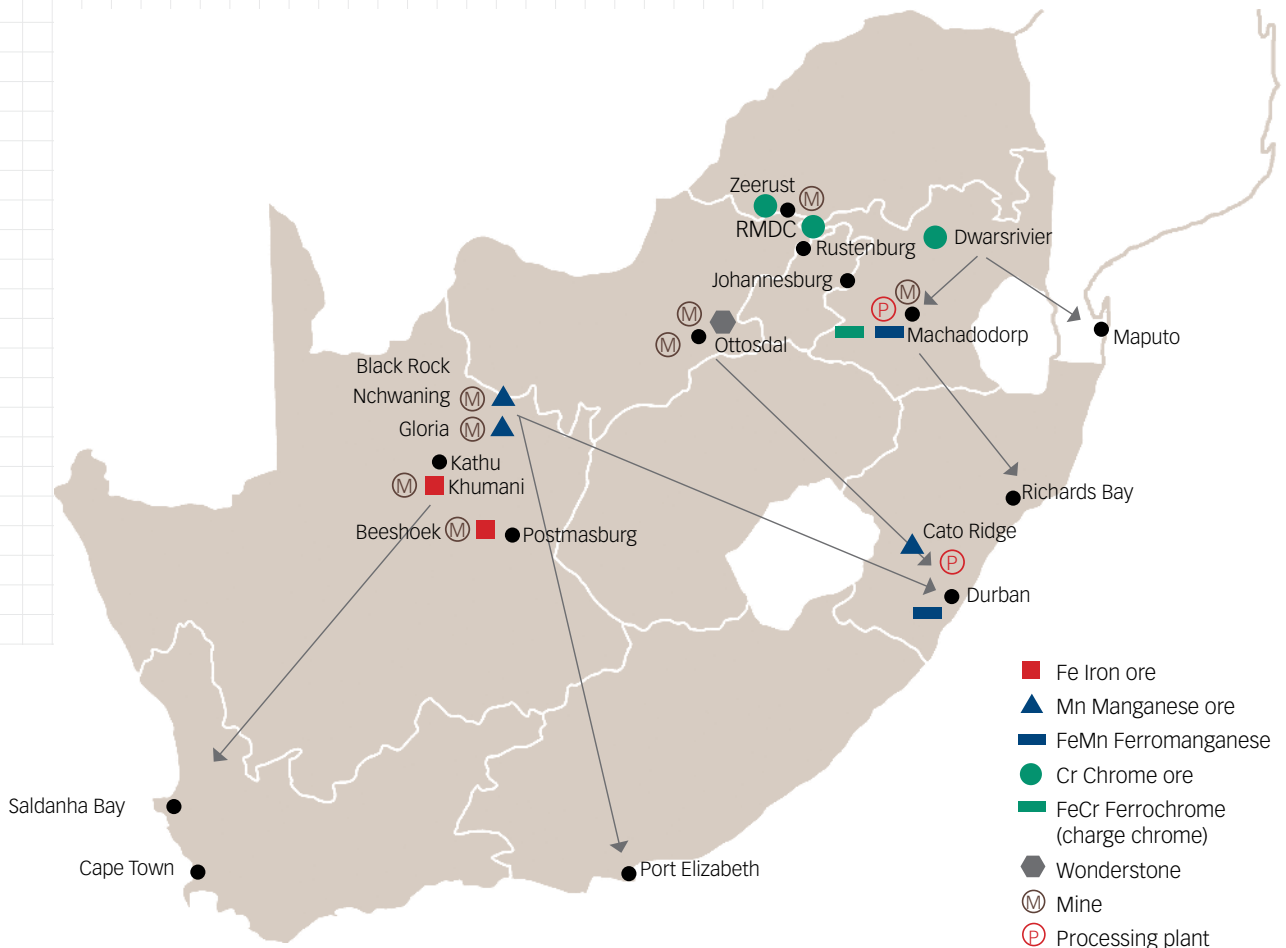 Zeerust
M
RMDC
Rustenburg
Dwarsrivier
Johannesburg
M
P
M
Machadodorp
Maputo
M
Ottosdal
Black Rock
Nchwaning M
Gloria M
Kathu
M Khumani
Richards Bay
Beeshoek M
Postmasburg
Cato Ridge
P
Durban
Fe Iron ore
Mn Manganese ore
FeMn Ferromanganese
Cr Chrome ore
FeCr Ferrochrome
(charge chrome)
Wonderstone
M Mine
P Processing plant
Saldanha Bay
Cape Town
Port Elizabeth